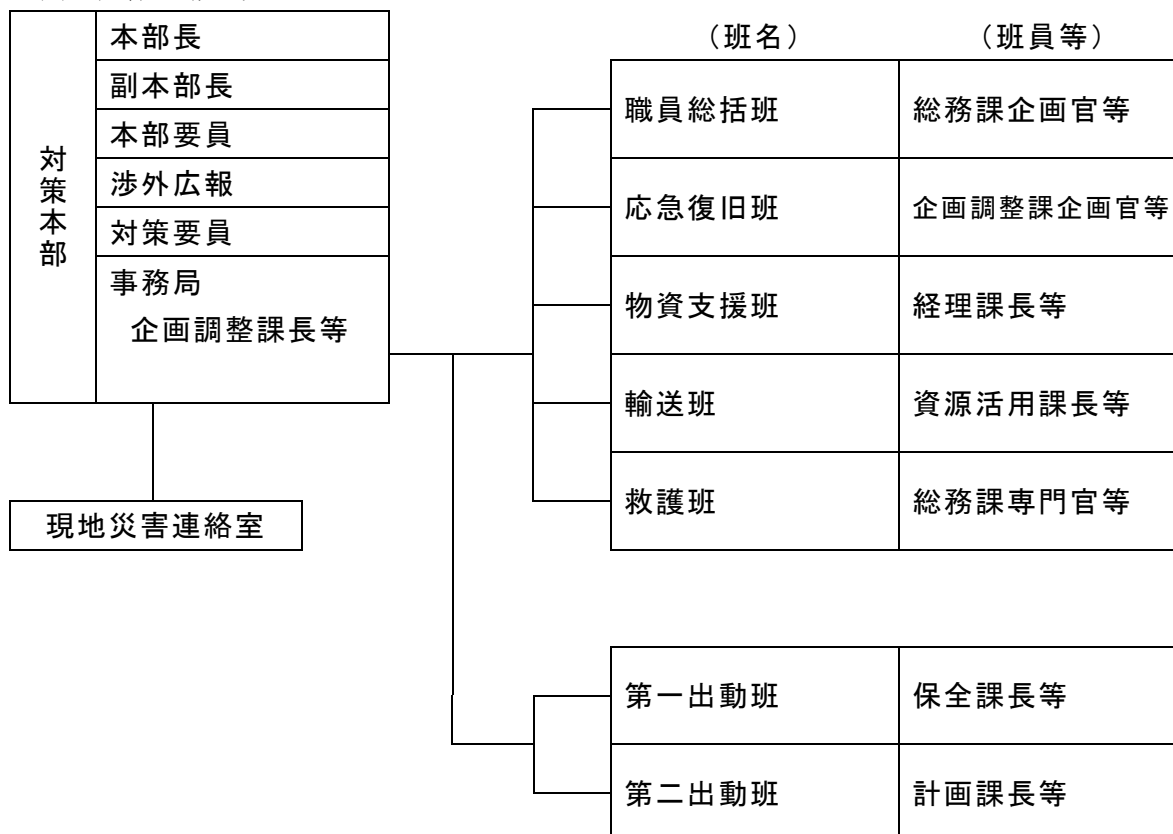 本部長
副本部長
本部要員
渉外広報
対策要員
事務局
企画調整課長等
対策本部
現地災害連絡室
（班名）　（班員等）
職員総括班　総務課企画官等
応急復旧班　企画調整課企画官等
物資支援班　経理課長等
輸送班　資源活用課長等
救護班　総務課専門官等
第一出動班　保全課長等
第二出動班　計画課長等